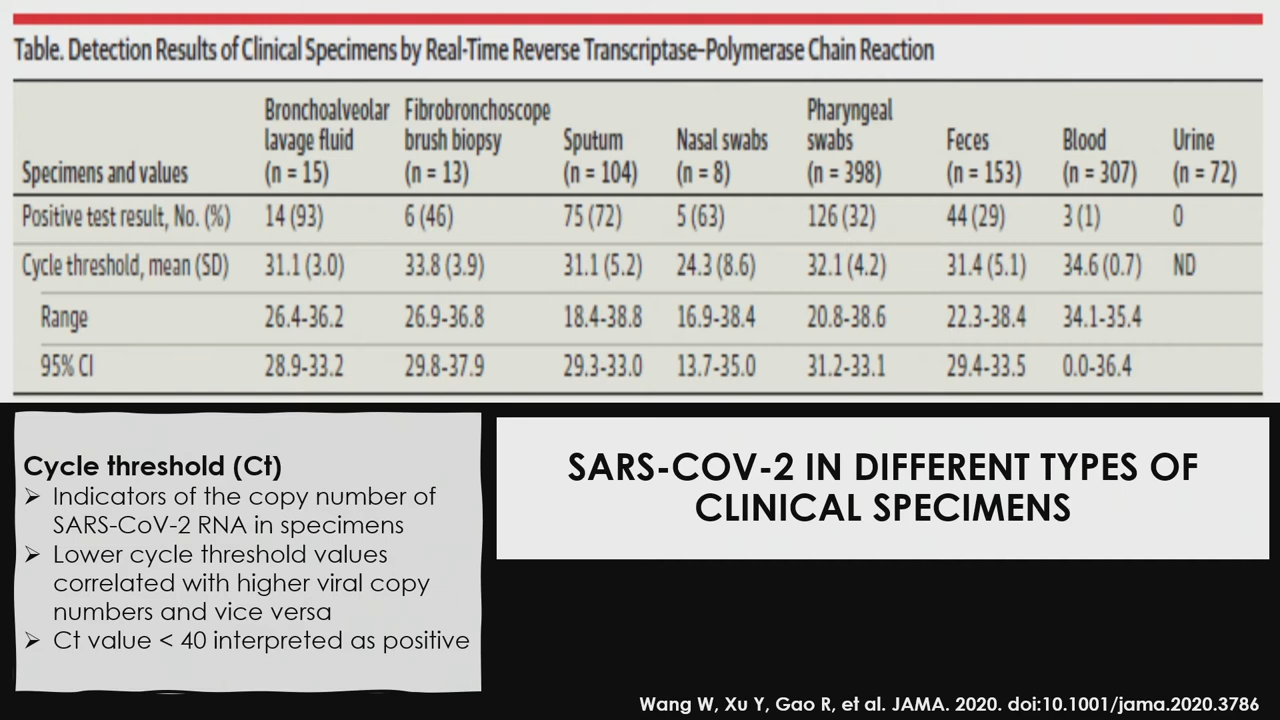 Table. Detection Results of Clinical Specimens by Real-Time Reverse Transcriptase–Polymerase Chain Reaction
Specimens and values Bronchoalveolar lavage fluid (n = 15) Fibrobronchoscope brush biopsy (n = 13) Sputum (n = 104) Nasal swabs (n = 8) Pharyngeal swabs (n = 398) Feces (n = 153) Blood (n = 307) Urine (n = 72)
Positive test result, No. (%) 14 (93) 6 (46) 75 (72) 5 (63) 126 (32) 44 (29) 3 (1) 0
Cycle threshold, mean (SD) 31.1 (3.0) 33.8 (3.9) 31.1 (5.2) 24.3 (8.6) 32.1 (4.2) 31.4 (5.1) 34.6 (0.7) ND
Range 26.4-36.2 26.9-36.8 18.4-38.8 16.9-38.4 20.8-38.6 22.3-38.4 34.1-35.4
95% CI 28.9-33.2 29.8-37.9 29.3-33.0 13.7-35.0 31.2-33.1 29.4-33.5 0.0-36.4
Cycle threshold (Ct)
➢ Indicators of the copy number of
SARS-CoV-2 RNA in specimens
➢ Lower cycle threshold values
correlated with higher viral copy
numbers and vice versa
➢ Ct value < 40 interpreted as positive
SARS-COV-2 IN DIFFERENT TYPES OF
CLINICAL SPECIMENS
Wang W, Xu Y, Gao R, et al. JAMA. 2020. doi:10.1001/jama.2020.3786